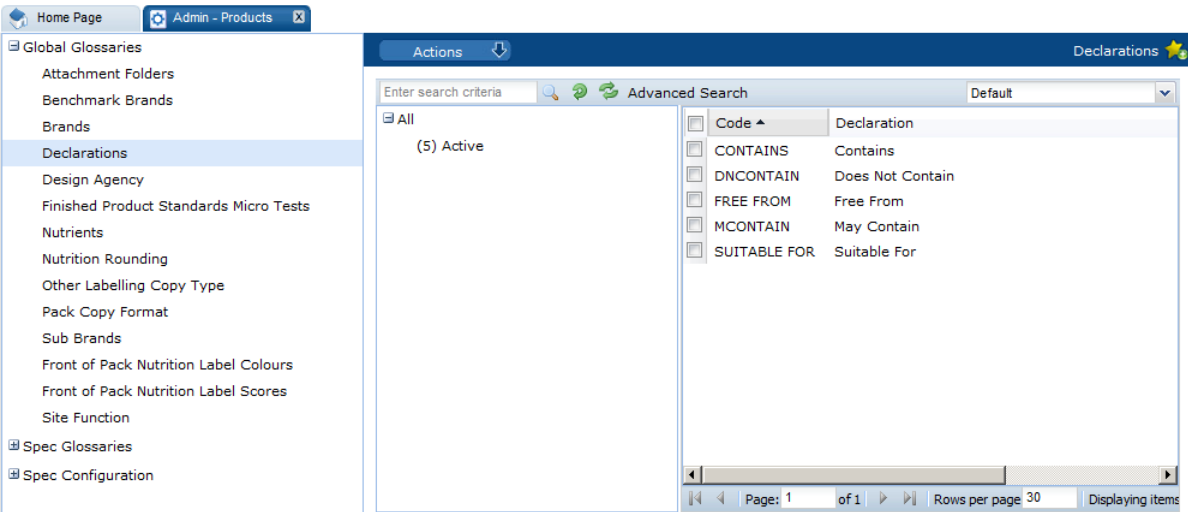 Home Page
Admin - Products
Global Glossaries
Attachment Folders
Benchmark Brands
Brands
Declarations
Design Agency
Finished Product Standards Micro Tests
Nutrients
Nutrition Rounding
Other Labelling Copy Type
Pack Copy Format
Sub Brands
Front of Pack Nutrition Label Colours
Front of Pack Nutrition Label Scores
Site Function
Spec Glossaries
Spec Configuration
Actions
Declarations
Enter search criteria
Advanced Search
Default
All
(5) Active
Code Declaration
CONTAINS Contains
DNCONTAIN Does Not Contain
FREE FROM Free From
MCONTAIN May Contain
SUITABLE FOR Suitable For
Page: 1 of 1 Rows per page 30 Displaying items